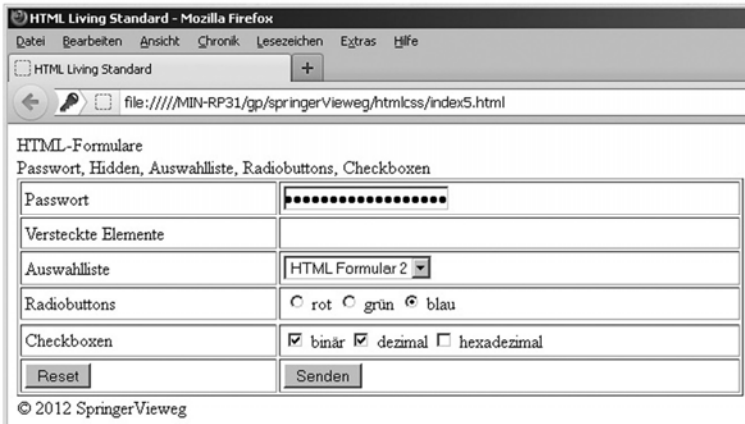 HTML Living Standard - Mozilla Firefox
Datei Bearbeiten Ansicht Chronik Lesezeichen Extras Hilfe
HTML Living Standard +
file://///MIN-RP31/gp/springerVieweg/htmlcss/index5.html
HTML-Formulare
Passwort, Hidden, Auswahlliste, Radiobuttons, Checkboxen
Passwort ••••••••••••••••••
Versteckte Elemente
Auswahlliste HTML Formular 2
Radiobuttons rot grün blau
Checkboxen binär dezimal hexadezimal
Reset Senden
© 2012 SpringerVieweg